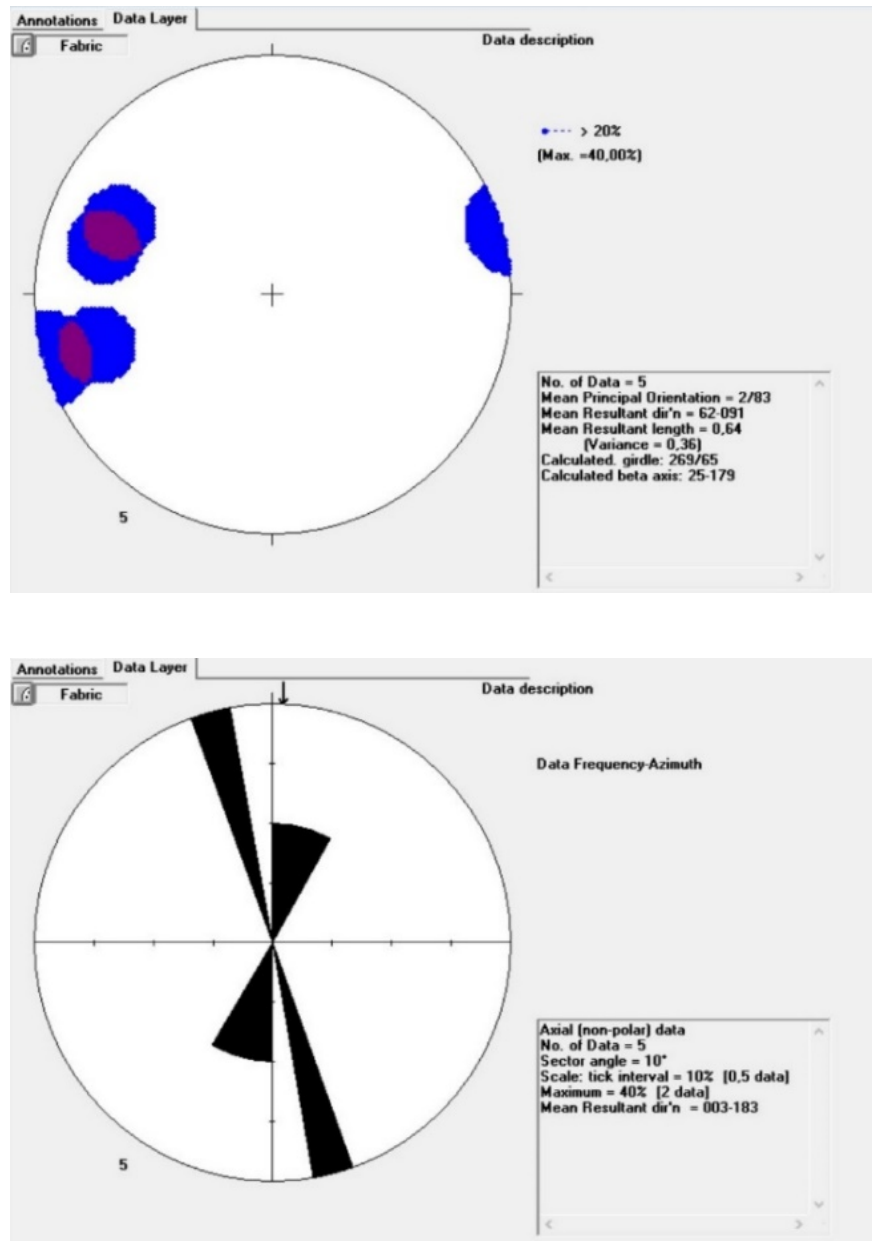 Annotations Data Layer
Fabric
Data description
> 20%
(Max. =40,00%)
No. of Data = 5
Mean Principal Orientation = 2/83
Mean Resultant dir'n = 62-091
Mean Resultant length = 0,64
(Variance = 0,36)
Calculated. girdle: 269/65
Calculated beta axis: 25-179
5
Annotations Data Layer
Fabric
Data description
Data Frequency-Azimuth
Axial (non-polar) data
No. of Data = 5
Sector angle = 10°
Scale: tick interval = 10% [0,5 data]
Maximum = 40% [2 data]
Mean Resultant dir'n = 003-183
5